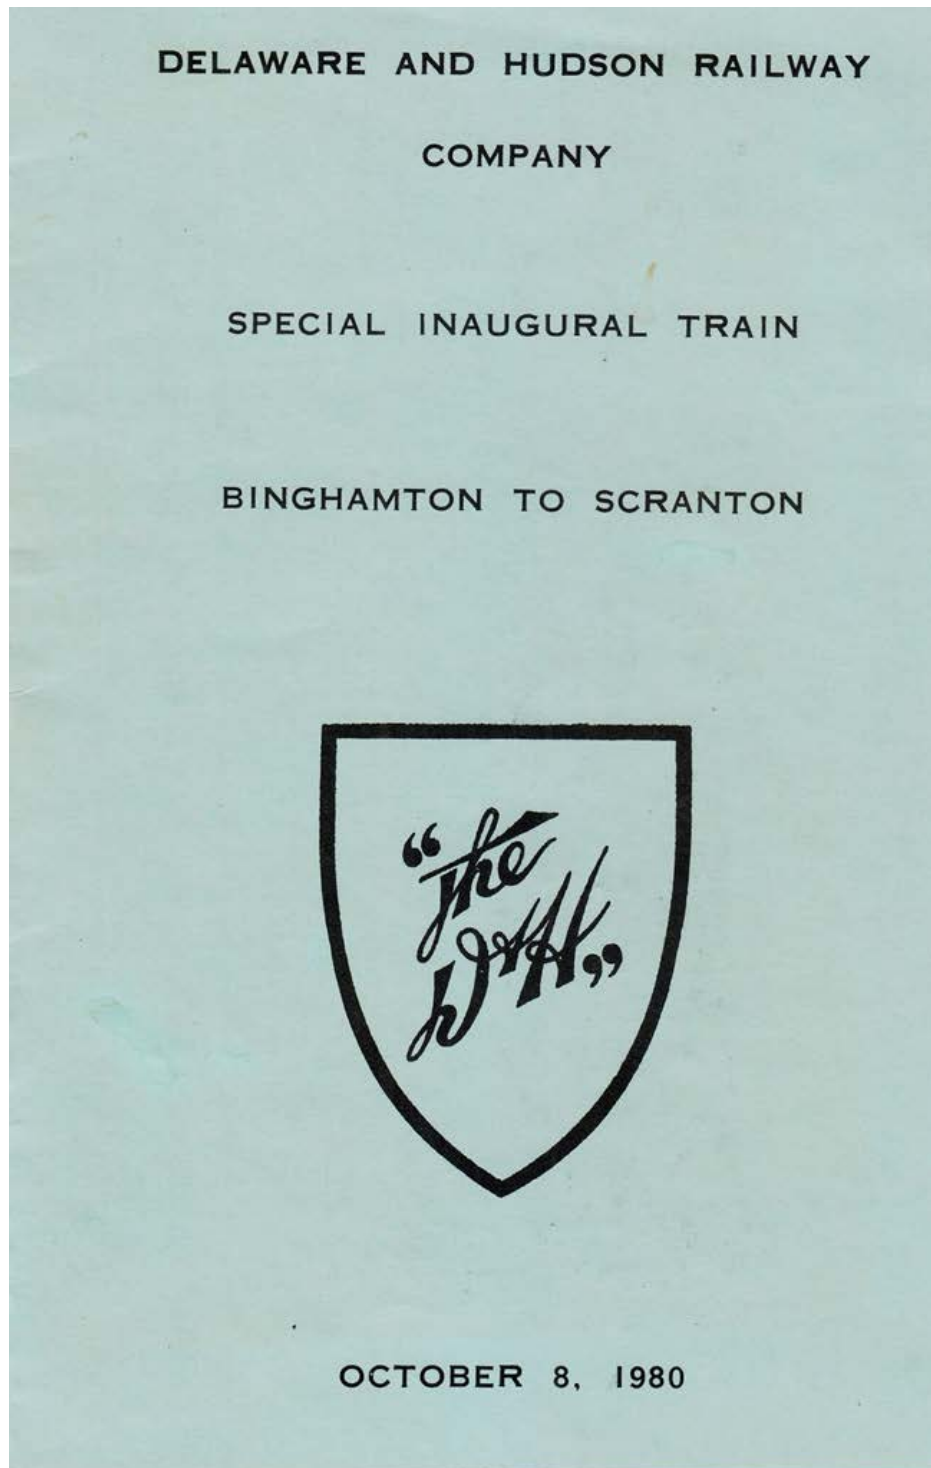 DELAWARE AND HUDSON RAILWAY
COMPANY
SPECIAL INAUGURAL TRAIN
BINGHAMTON TO SCRANTON
“The
D&H”
OCTOBER 8, 1980